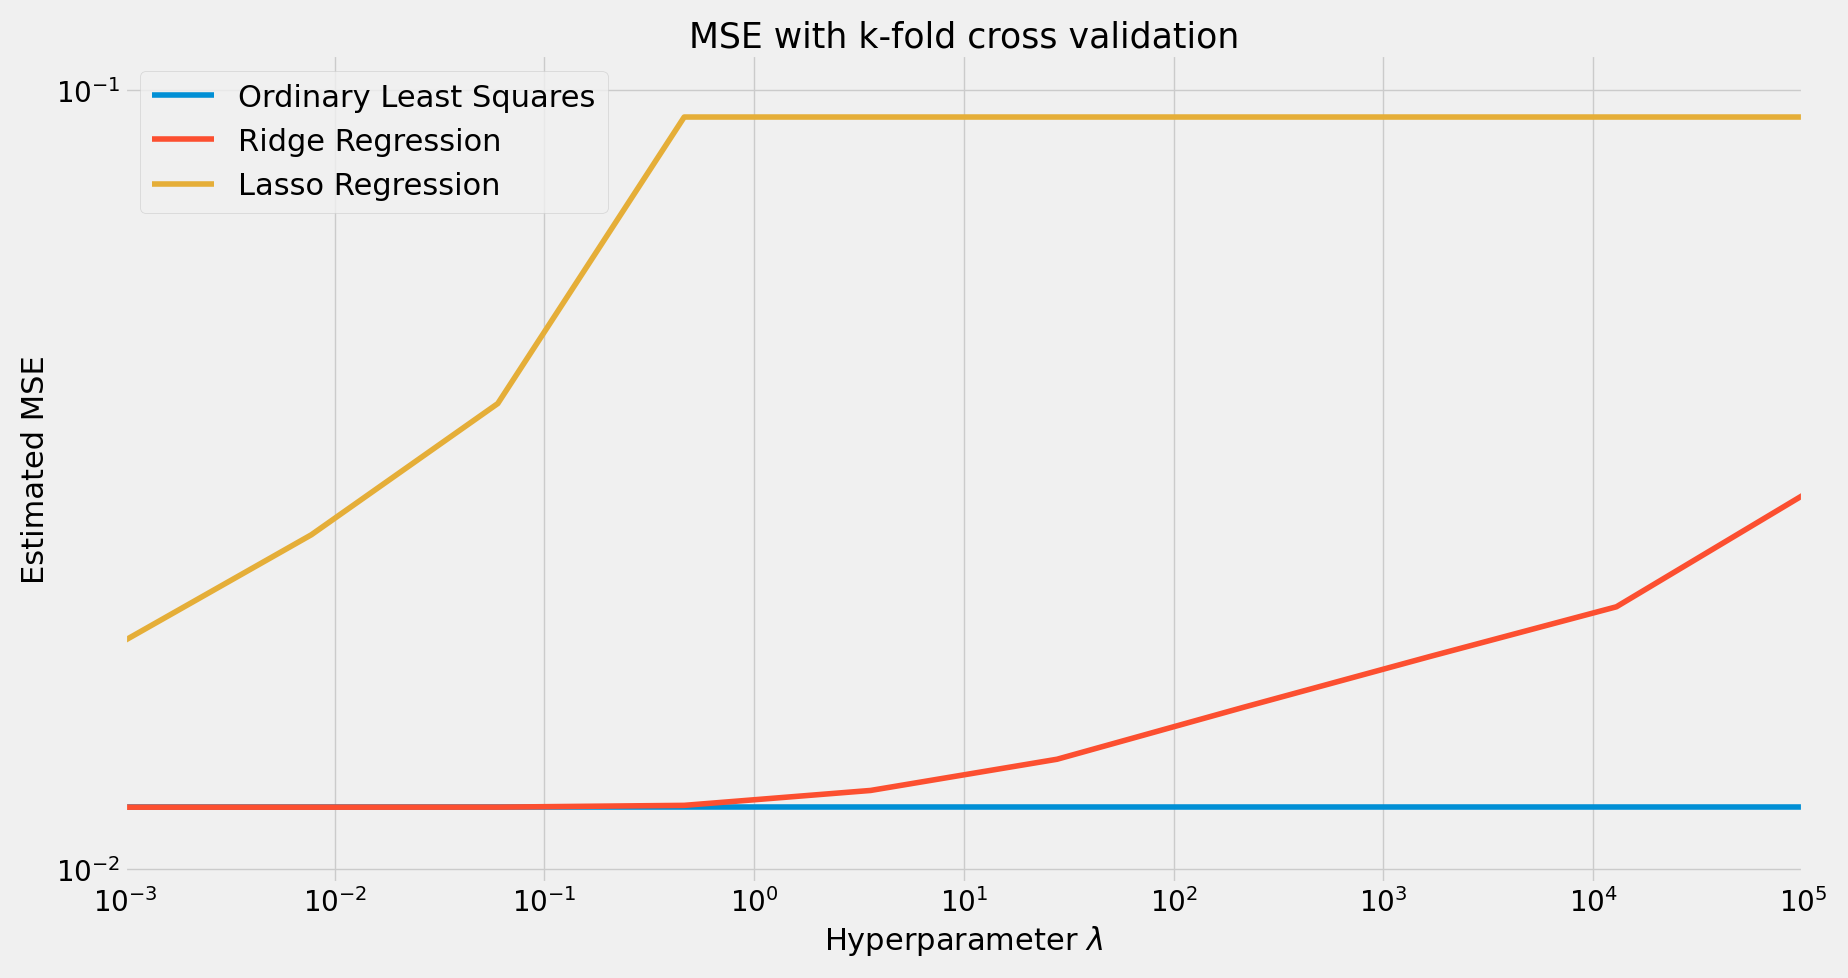 MSE with k-fold cross validation
Ordinary Least Squares
Ridge Regression
Lasso Regression
10⁻¹
10⁻²
Estimated MSE
10⁻³ 10⁻² 10⁻¹ 10⁰ 10¹ 10² 10³ 10⁴ 10⁵
Hyperparameter λ